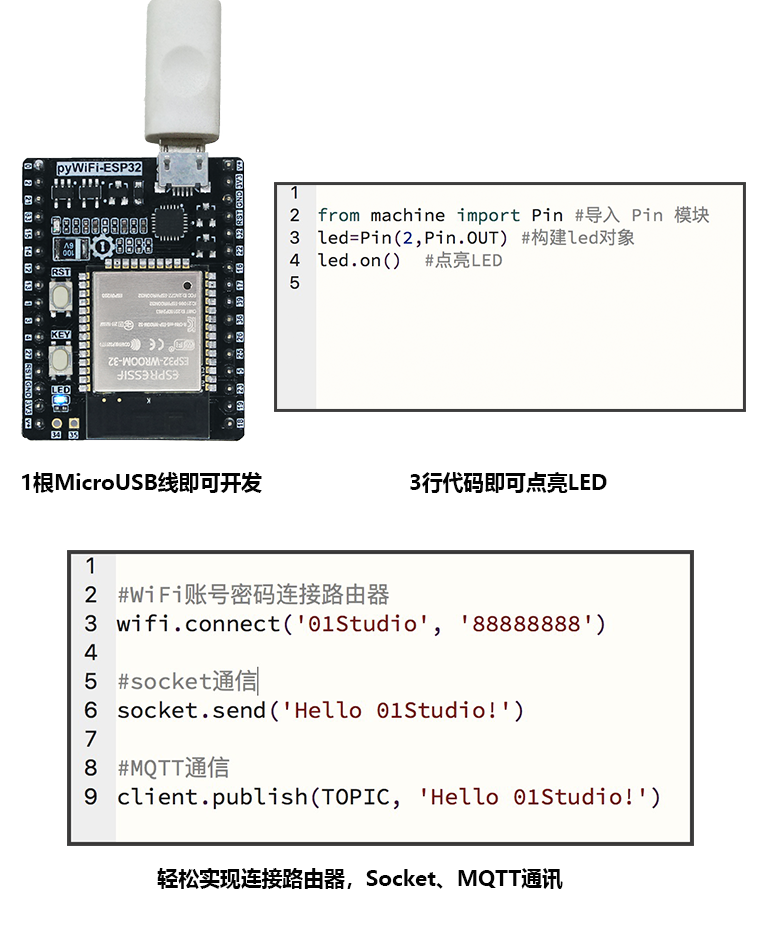 pyWiFi-ESP32
RST
KEY
LED
34
35
ESPRESSIF
ESP32-WROOM-32
1
2 from machine import Pin #导入 Pin 模块
3 led=Pin(2,Pin.OUT) #构建led对象
4 led.on() #点亮LED
5
1根MicroUSB线即可开发
3行代码即可点亮LED
1
2 #WiFi账号密码连接路由器
3 wifi.connect('01Studio', '88888888')
4
5 #socket通信
6 socket.send('Hello 01Studio!')
7
8 #MQTT通信
9 client.publish(TOPIC, 'Hello 01Studio!')
轻松实现连接路由器，Socket、MQTT通讯